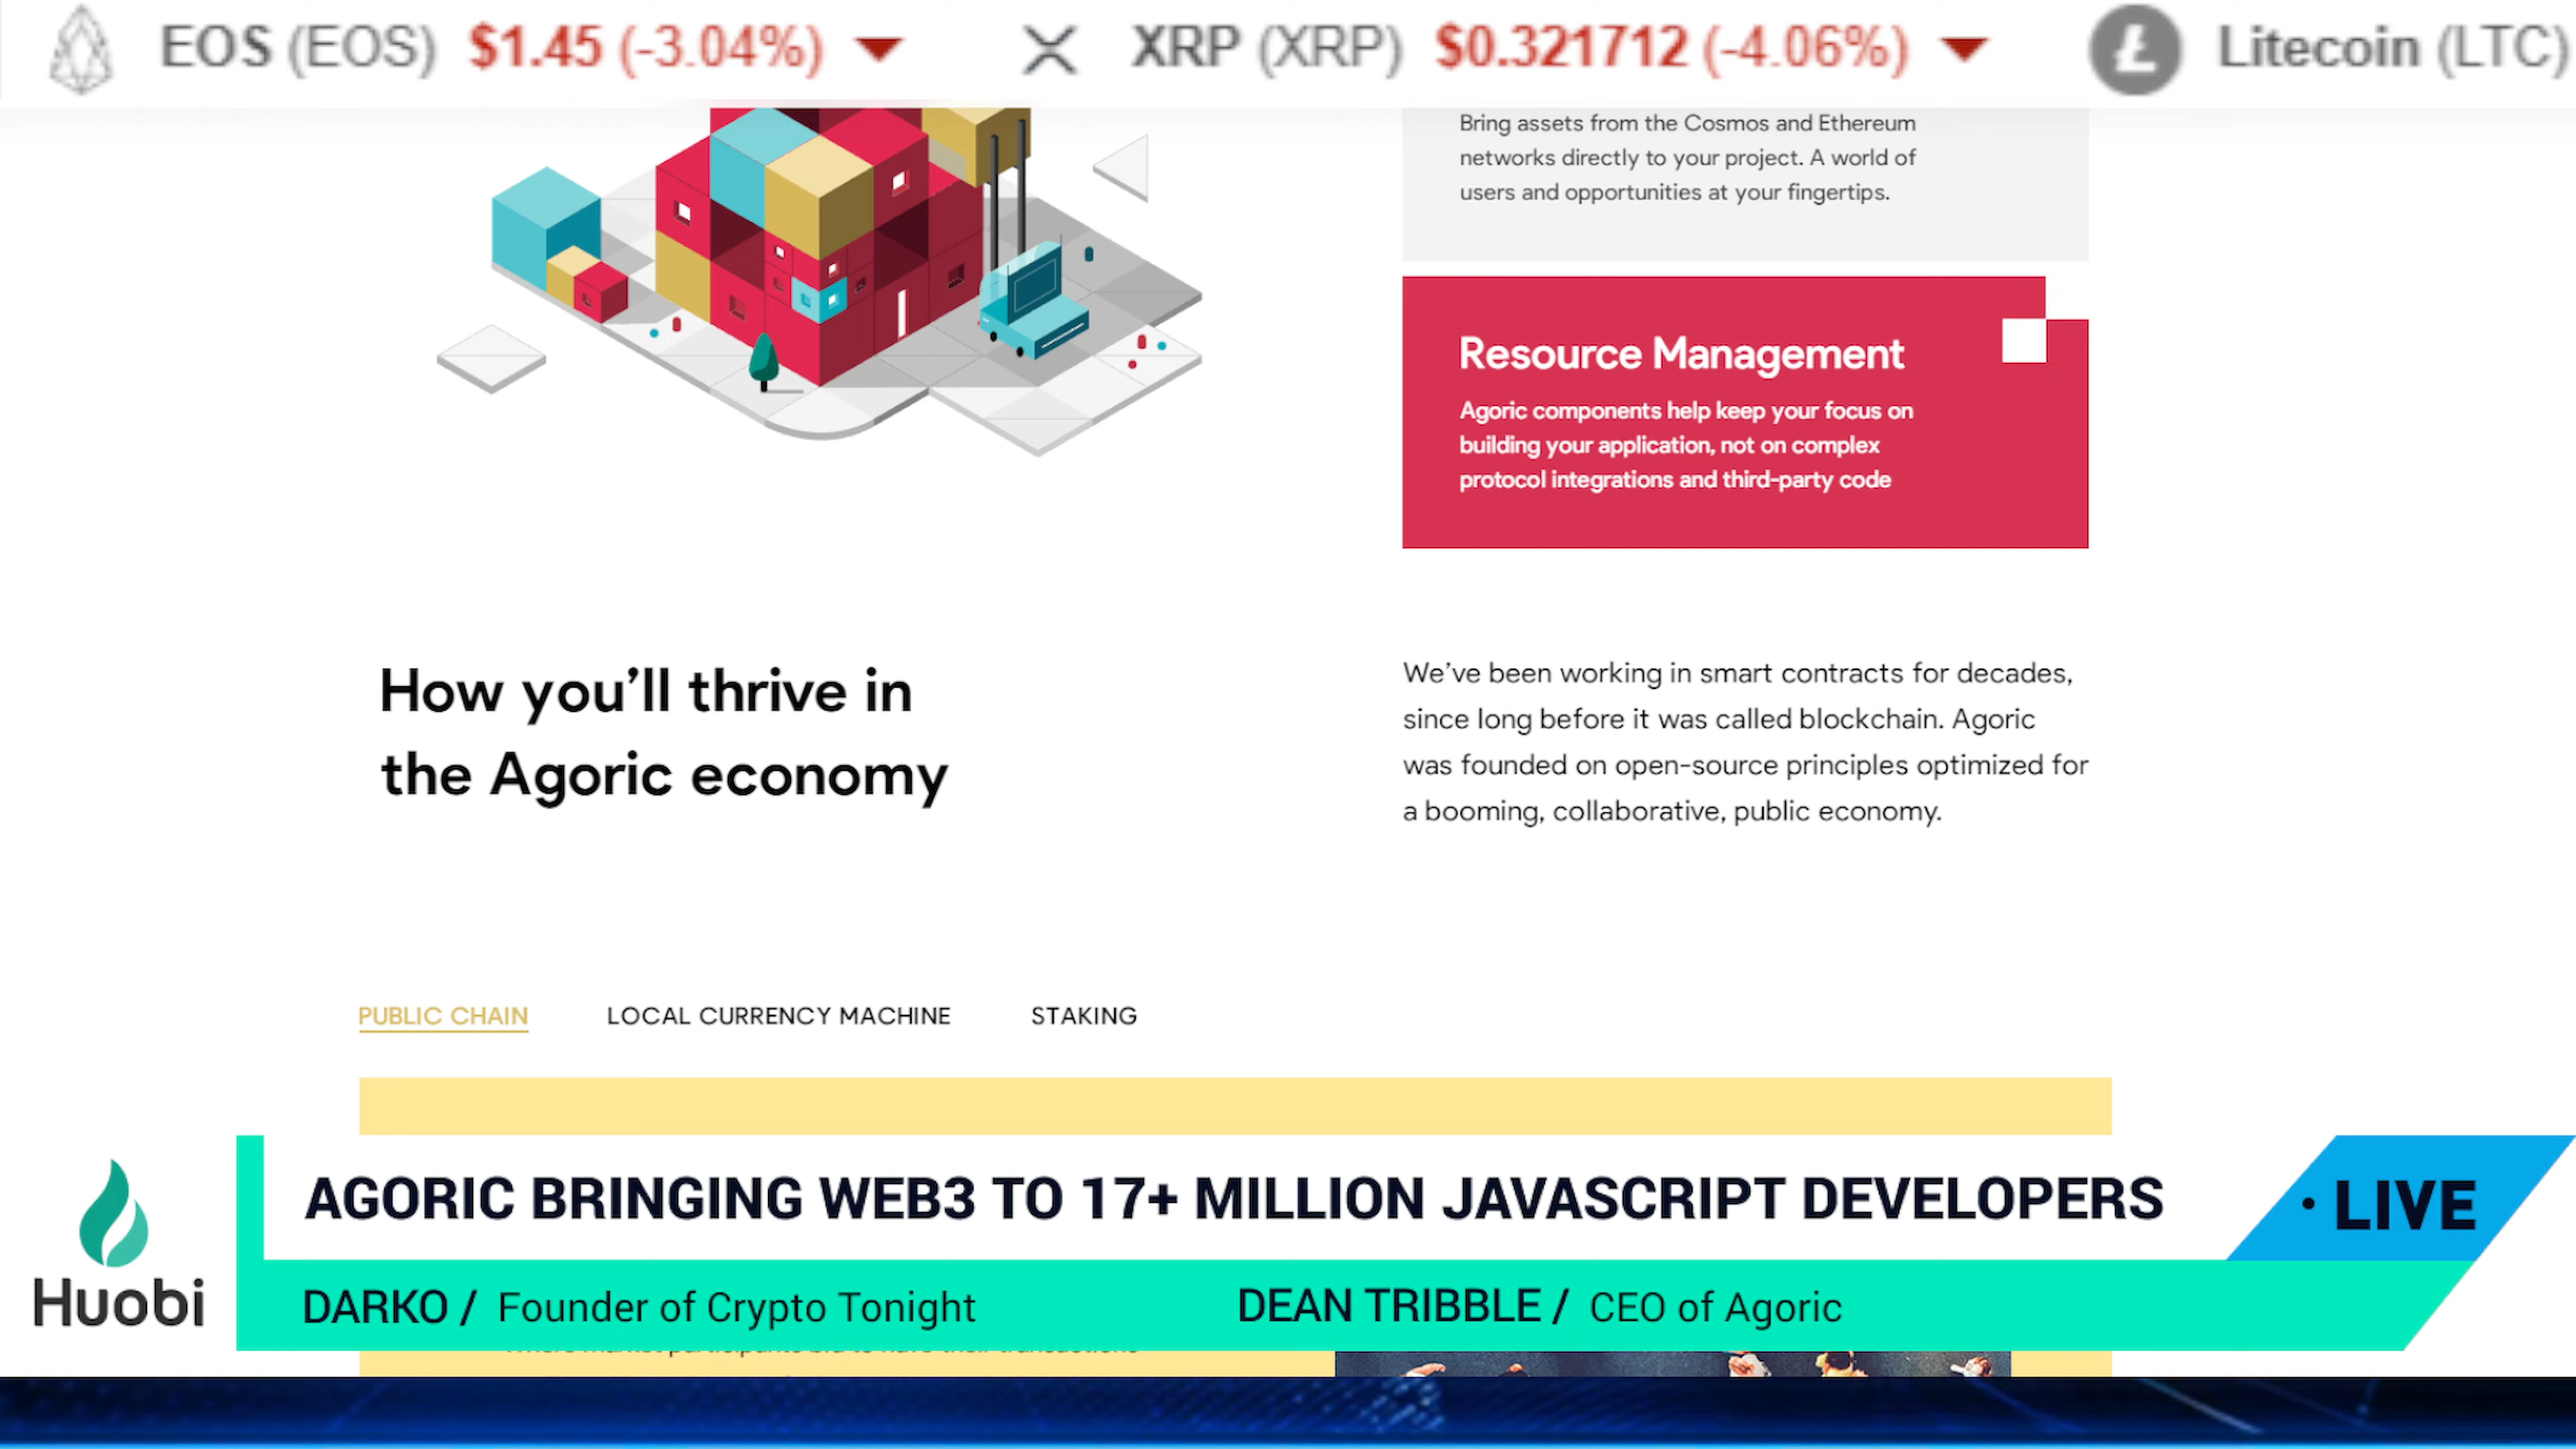 EOS (EOS) $1.45 (-3.04%) XRP (XRP) $0.321712 (-4.06%) Litecoin (LTC)
Bring assets from the Cosmos and Ethereum
networks directly to your project. A world of
users and opportunities at your fingertips.
Resource Management
Agoric components help keep your focus on
building your application, not on complex
protocol integrations and third-party code
How you'll thrive in
the Agoric economy
We've been working in smart contracts for decades,
since long before it was called blockchain. Agoric
was founded on open-source principles optimized for
a booming, collaborative, public economy.
PUBLIC CHAIN LOCAL CURRENCY MACHINE STAKING
AGORIC BRINGING WEB3 TO 17+ MILLION JAVASCRIPT DEVELOPERS
• LIVE
Huobi
DARKO / Founder of Crypto Tonight DEAN TRIBBLE / CEO of Agoric